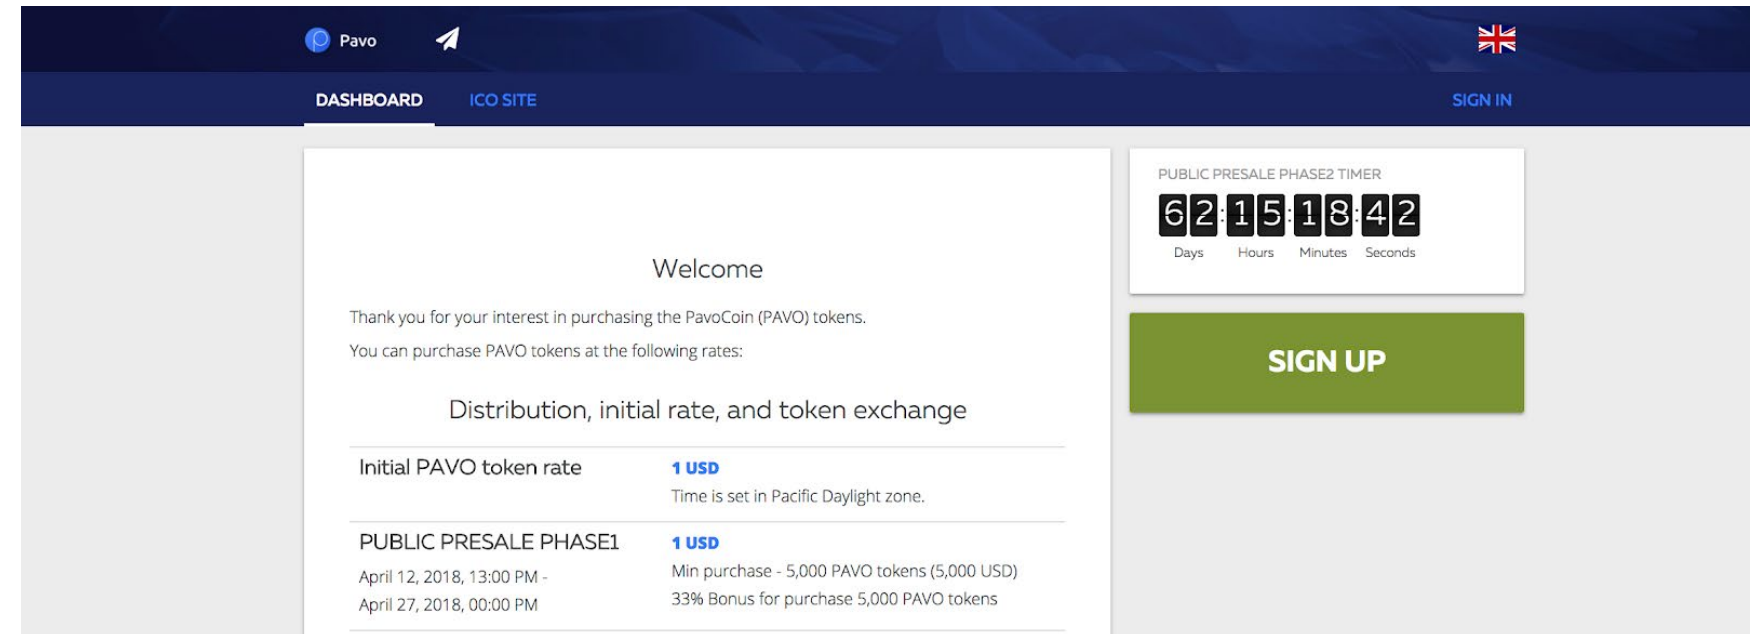 Pavo
DASHBOARD ICO SITE SIGN IN
Welcome
Thank you for your interest in purchasing the PavoCoin (PAVO) tokens.
You can purchase PAVO tokens at the following rates:
Distribution, initial rate, and token exchange
Initial PAVO token rate 1 USD
Time is set in Pacific Daylight zone.
PUBLIC PRESALE PHASE1 1 USD
April 12, 2018, 13:00 PM - Min purchase - 5,000 PAVO tokens (5,000 USD)
April 27, 2018, 00:00 PM 33% Bonus for purchase 5,000 PAVO tokens
PUBLIC PRESALE PHASE2 TIMER
62:15:18:42
Days Hours Minutes Seconds
SIGN UP